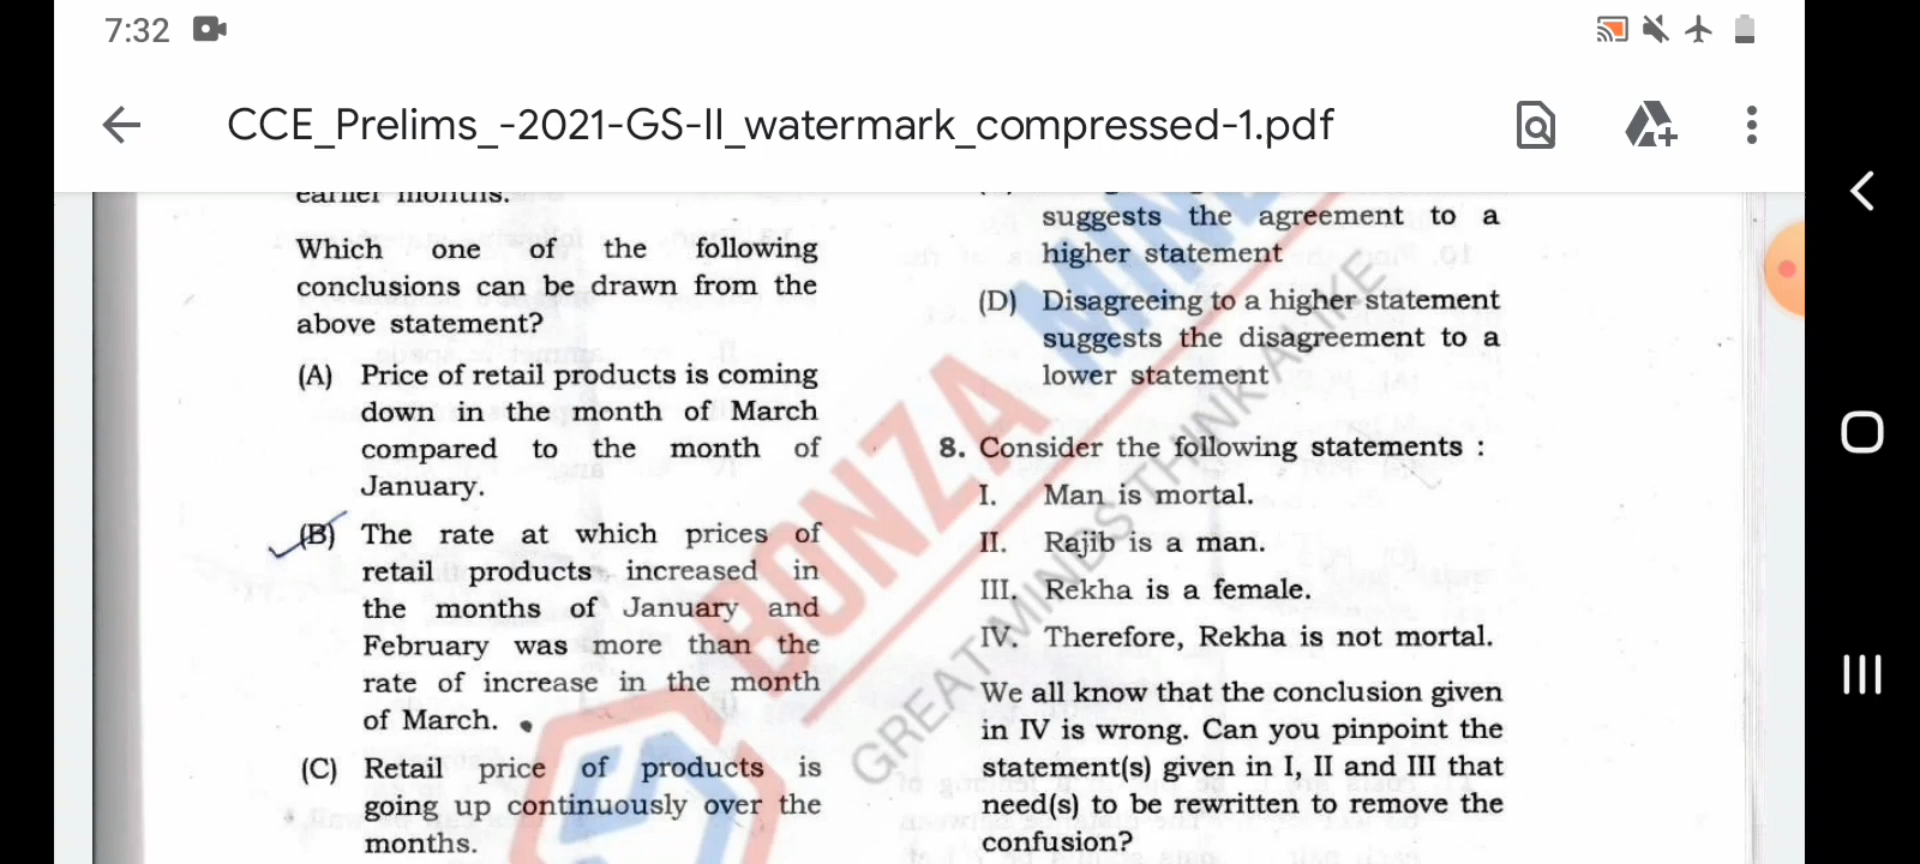 7:32
CCE_Prelims_-2021-GS-II_watermark_compressed-1.pdf
earlier months.
Which one of the following
conclusions can be drawn from the
above statement?
(A) Price of retail products is coming
down in the month of March
compared to the month of
January.
(B) The rate at which prices of
retail products increased in
the months of January and
February was more than the
rate of increase in the month
of March.
(C) Retail price of products is
going up continuously over the
months.
suggests the agreement to a
higher statement
(D) Disagreeing to a higher statement
suggests the disagreement to a
lower statement
8. Consider the following statements :
I. Man is mortal.
II. Rajib is a man.
III. Rekha is a female.
IV. Therefore, Rekha is not mortal.
We all know that the conclusion given
in IV is wrong. Can you pinpoint the
statement(s) given in I, II and III that
need(s) to be rewritten to remove the
confusion?
BONZA
GREAT MINDS THINK ALIKE